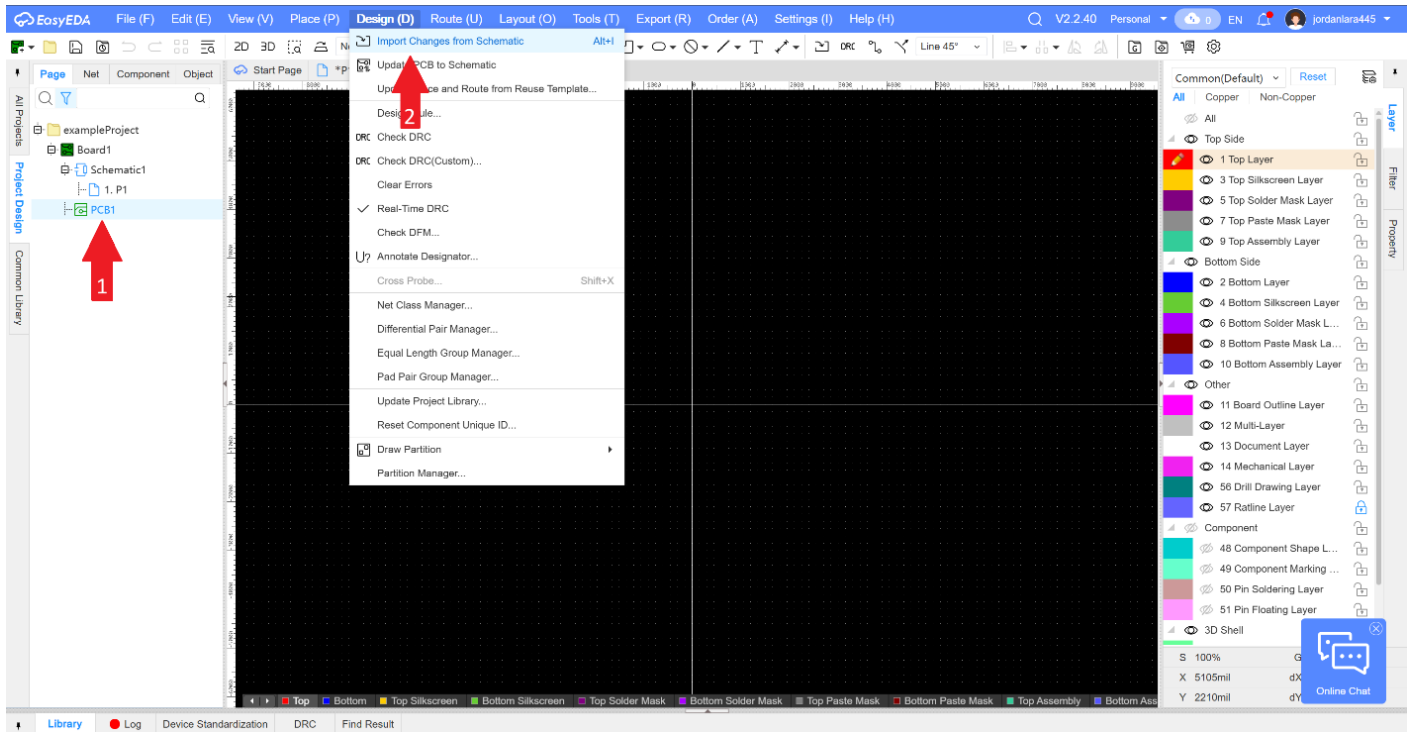 EasyEDA File (F) Edit (E) View (V) Place (P) Design (D) Route (U) Layout (O) Tools (T) Export (R) Order (A) Settings (I) Help (H) V2.2.40 Personal 0 EN jordanlara445
2D 3D DRC Line 45°
Page Net Component Object
Start Page
All Projects
Project Design
Common Library
exampleProject
Board1
Schematic1
1. P1
PCB1
1
Import Changes from Schematic Alt+I
PCB to Schematic
and Route from Reuse Template...
2
Check DRC
DRC
Check DRC(Custom)...
DRC
Clear Errors
Real-Time DRC
Check DFM...
U? Annotate Designator...
Cross Probe... Shift+X
Net Class Manager...
Differential Pair Manager...
Equal Length Group Manager...
Pad Pair Group Manager...
Update Project Library...
Reset Component Unique ID...
Draw Partition
Partition Manager...
Common(Default) Reset
All Copper Non-Copper
All
Top Side
1 Top Layer
3 Top Silkscreen Layer
5 Top Solder Mask Layer
7 Top Paste Mask Layer
9 Top Assembly Layer
Bottom Side
2 Bottom Layer
4 Bottom Silkscreen Layer
6 Bottom Solder Mask L...
8 Bottom Paste Mask La...
10 Bottom Assembly Layer
Other
11 Board Outline Layer
12 Multi-Layer
13 Document Layer
14 Mechanical Layer
56 Drill Drawing Layer
57 Ratline Layer
Component
48 Component Shape L...
49 Component Marking ...
50 Pin Soldering Layer
51 Pin Floating Layer
3D Shell
Layer
Filter
Property
S 100% G
X 5105mil dX
Y 2210mil dY
Online Chat
Top Bottom Top Silkscreen Bottom Silkscreen Top Solder Mask Bottom Solder Mask Top Paste Mask Bottom Paste Mask Top Assembly Bottom Ass
Library Log Device Standardization DRC Find Result